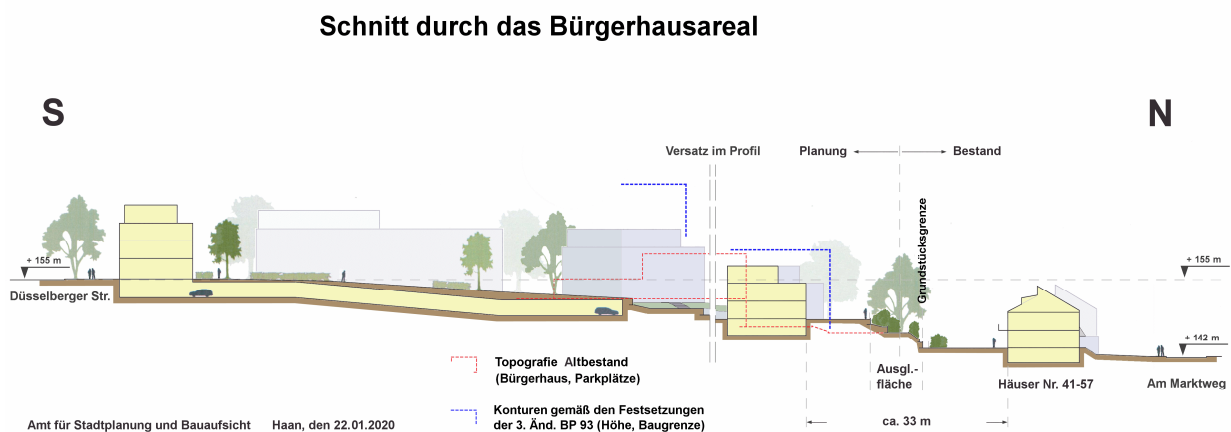 Schnitt durch das Bürgerhausareal
S
N
Versatz im Profil
Planung
Bestand
Grundstücksgrenze
+ 155 m
Düsselberger Str.
+ 155 m
+ 142 m
Topografie Altbestand
(Bürgerhaus, Parkplätze)
Ausgl.-
fläche
Häuser Nr. 41-57
Am Marktweg
Konturen gemäß den Festsetzungen
der 3. Änd. BP 93 (Höhe, Baugrenze)
ca. 33 m
Amt für Stadtplanung und Bauaufsicht Haan, den 22.01.2020